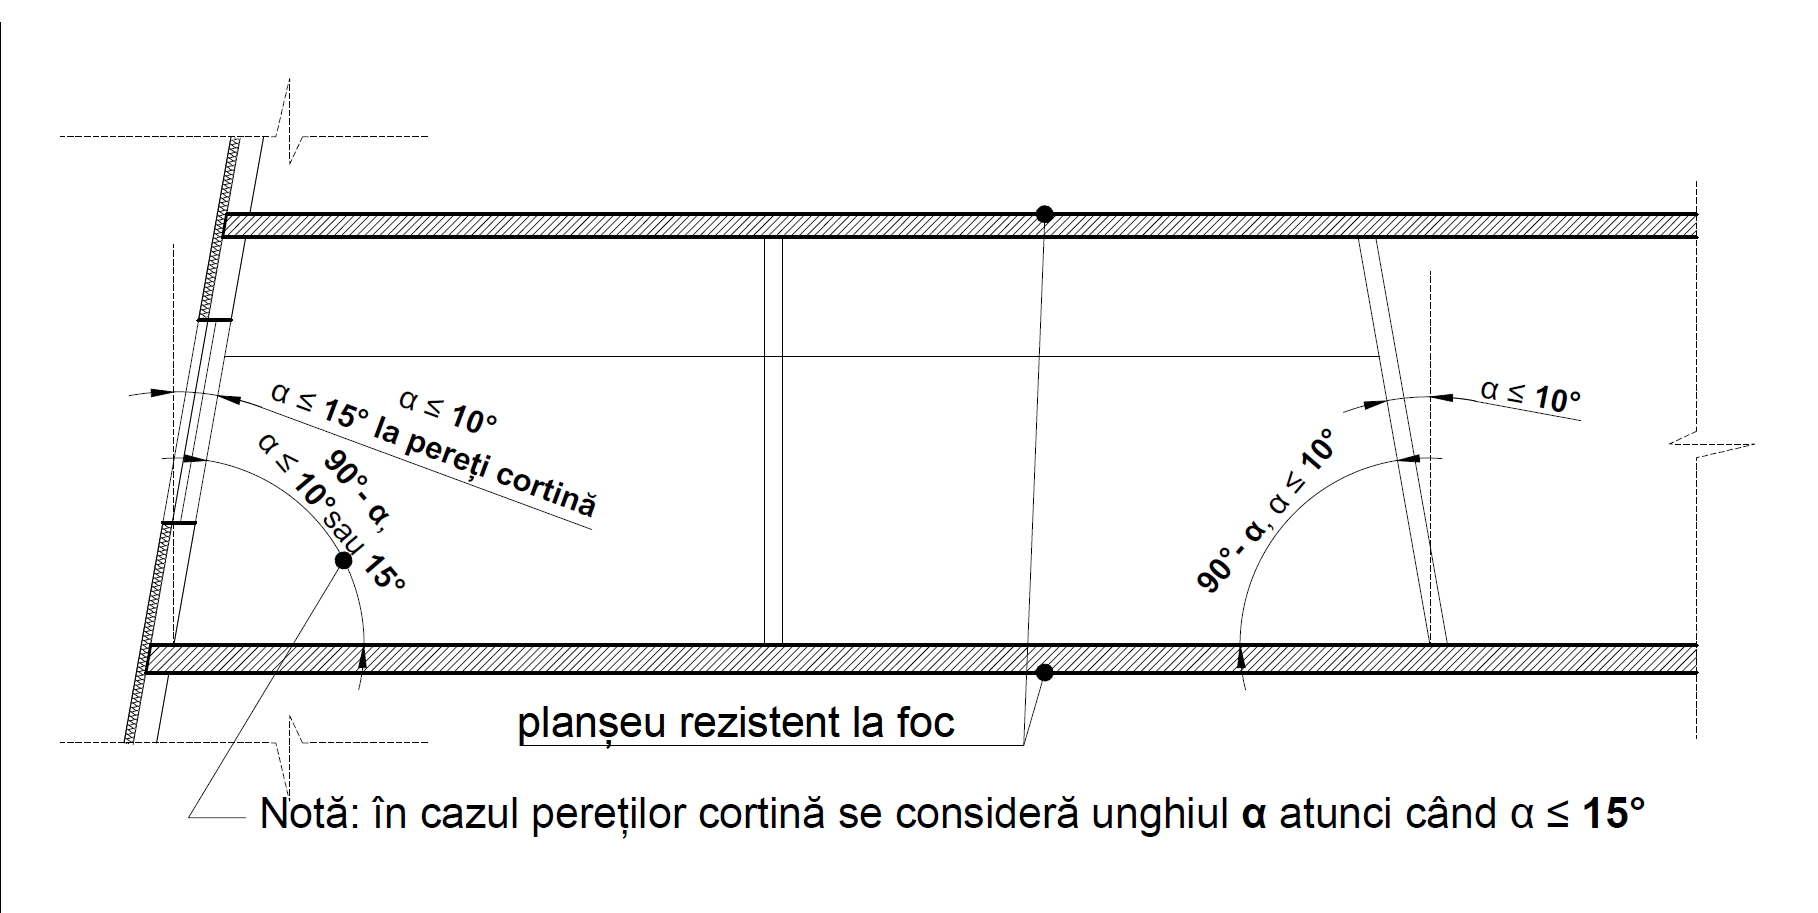 α ≤ 10°
α ≤ 15° la pereți cortină
90°- α,
α ≤ 10° sau 15°
α ≤ 10°
90°- α, α ≤ 10°
planșeu rezistent la foc
Notă: în cazul pereților cortină se consideră unghiul α atunci când α ≤ 15°